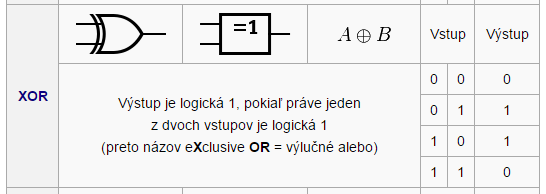 =1
A ⊕ B
Vstup
Výstup
XOR
Výstup je logická 1, pokiaľ práve jeden
z dvoch vstupov je logická 1
(preto názov eXclusive OR = výlučné alebo)
0 0 0
0 1 1
1 0 1
1 1 0